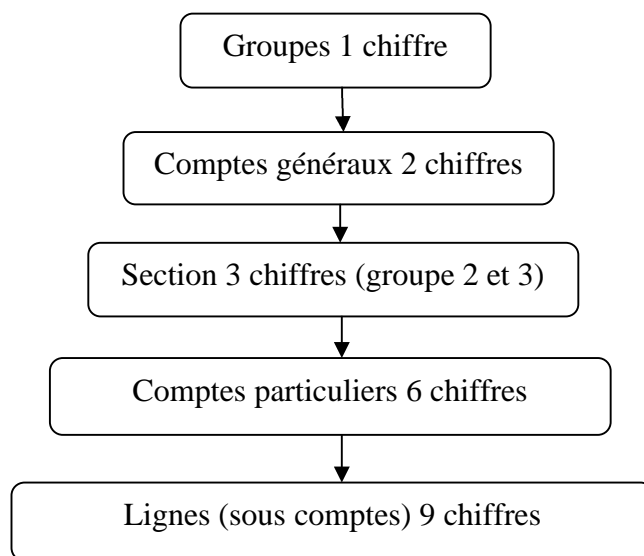 Groupes 1 chiffre
Comptes généraux 2 chiffres
Section 3 chiffres (groupe 2 et 3)
Comptes particuliers 6 chiffres
Lignes (sous comptes) 9 chiffres